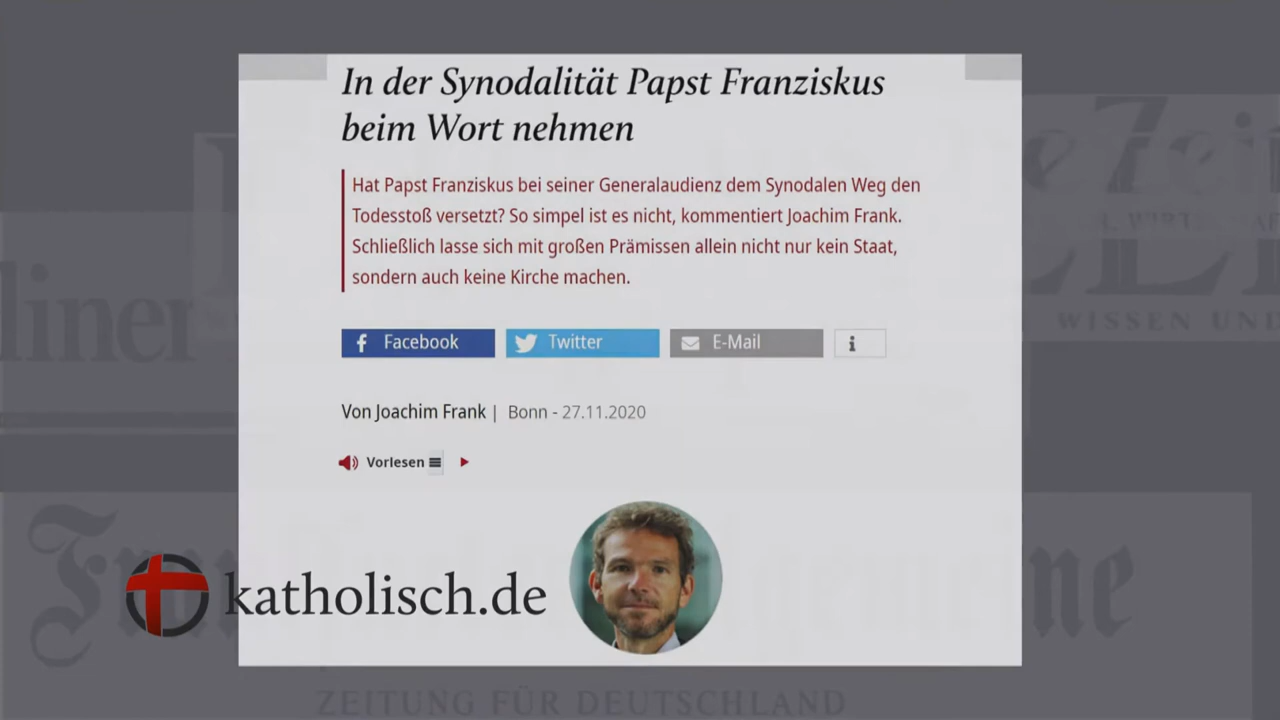 In der Synodalität Papst Franziskus
beim Wort nehmen
Hat Papst Franziskus bei seiner Generalaudienz dem Synodalen Weg den
Todesstoß versetzt? So simpel ist es nicht, kommentiert Joachim Frank.
Schließlich lasse sich mit großen Prämissen allein nicht nur kein Staat,
sondern auch keine Kirche machen.
Facebook Twitter E-Mail i
liner
WISSEN UND
Von Joachim Frank | Bonn - 27.11.2020
Vorlesen
katholisch.de
ZEITUNG FÜR DEUTSCHLAND